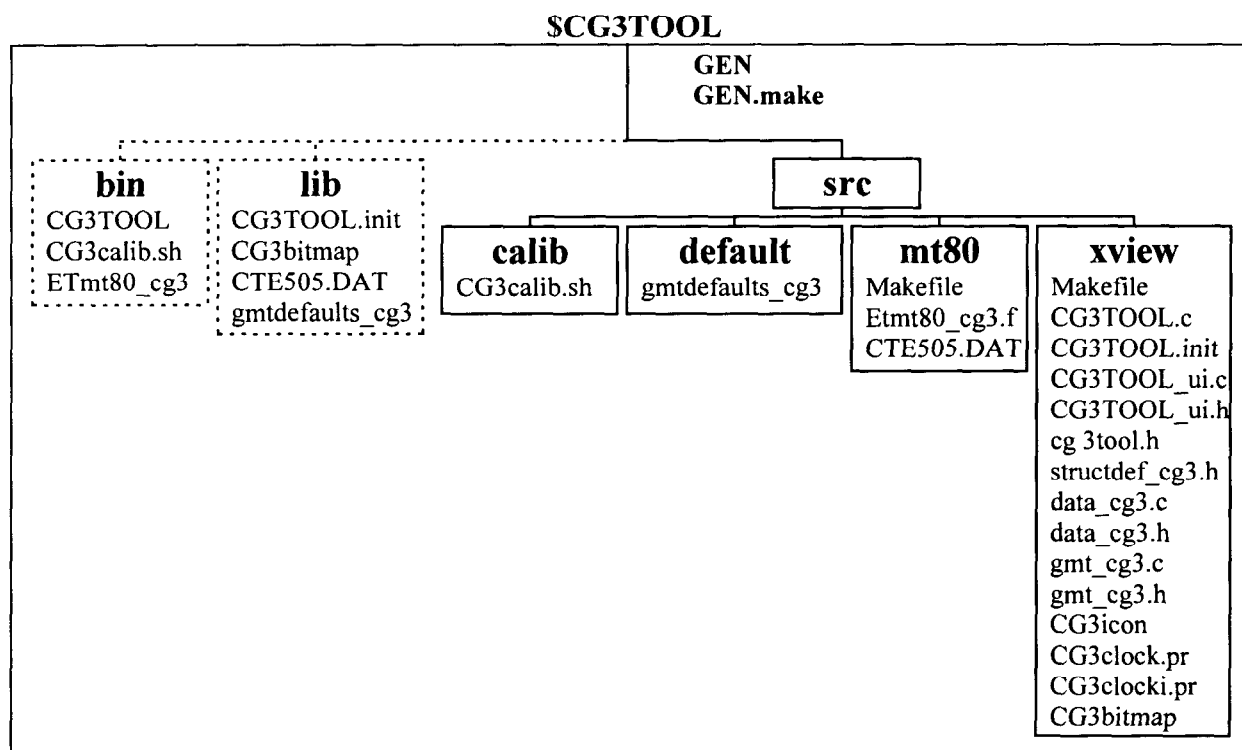 $CG3TOOL
GEN
GEN.make
bin
CG3TOOL
CG3calib.sh
ETmt80_cg3
lib
CG3TOOL.init
CG3bitmap
CTE505.DAT
gmtdefaults_cg3
src
calib
CG3calib.sh
default
gmtdefaults_cg3
mt80
Makefile
Etmt80_cg3.f
CTE505.DAT
xview
Makefile
CG3TOOL.c
CG3TOOL.init
CG3TOOL_ui.c
CG3TOOL_ui.h
cg 3tool.h
structdef_cg3.h
data_cg3.c
data_cg3.h
gmt_cg3.c
gmt_cg3.h
CG3icon
CG3clock.pr
CG3clocki.pr
CG3bitmap